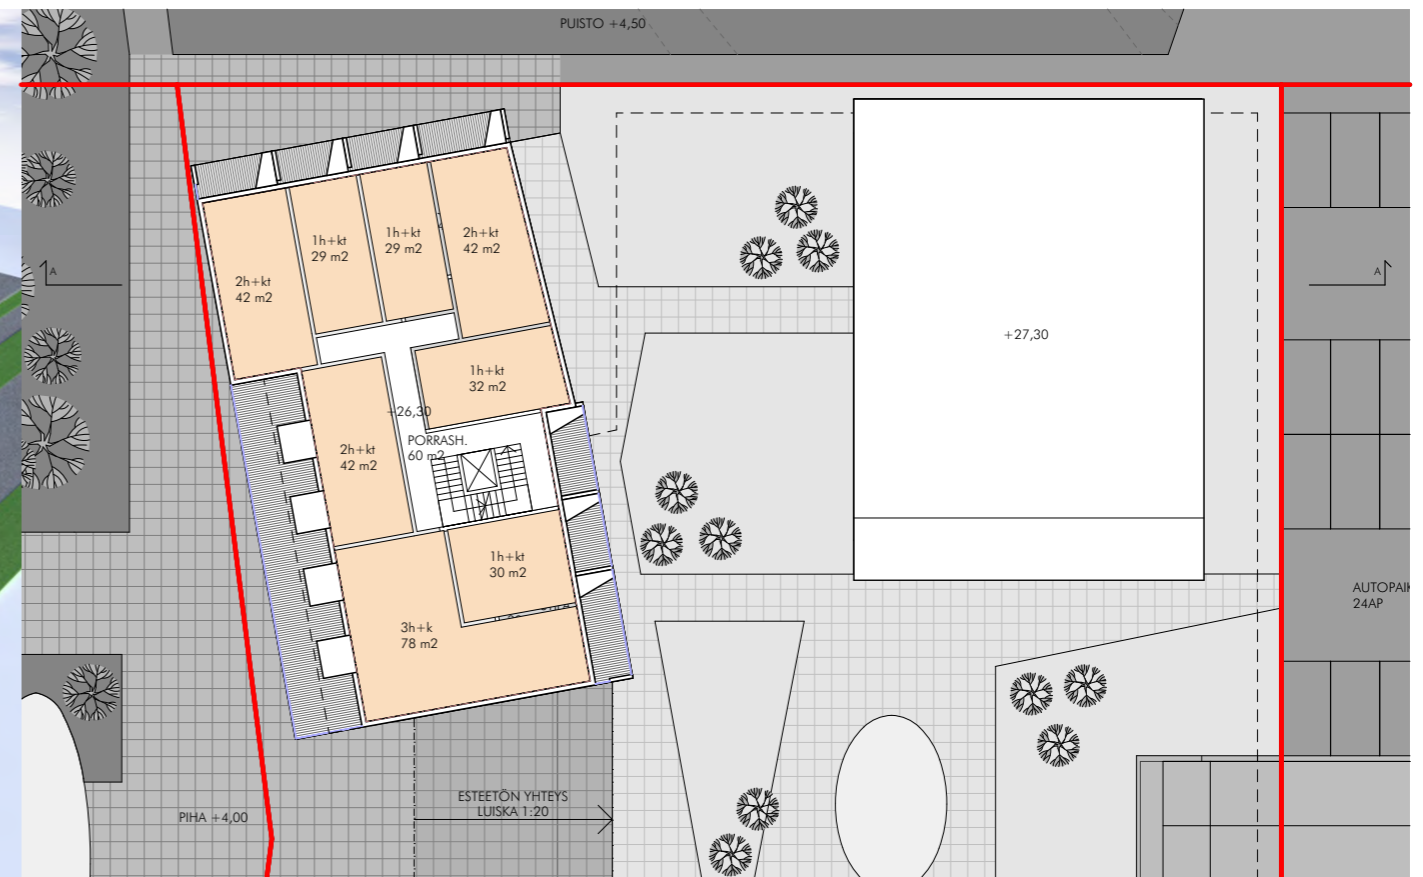 PUISTO +4,50
1h+kt
29 m2
1h+kt
29 m2
2h+kt
42 m2
2h+kt
42 m2
A
A
+27,30
1h+kt
32 m2
+26,30
PORRASH.
60 m2
2h+kt
42 m2
1h+kt
30 m2
3h+k
78 m2
AUTOPAIK
24AP
ESTEETÖN YHTEYS
LUISKA 1:20
PIHA +4,00